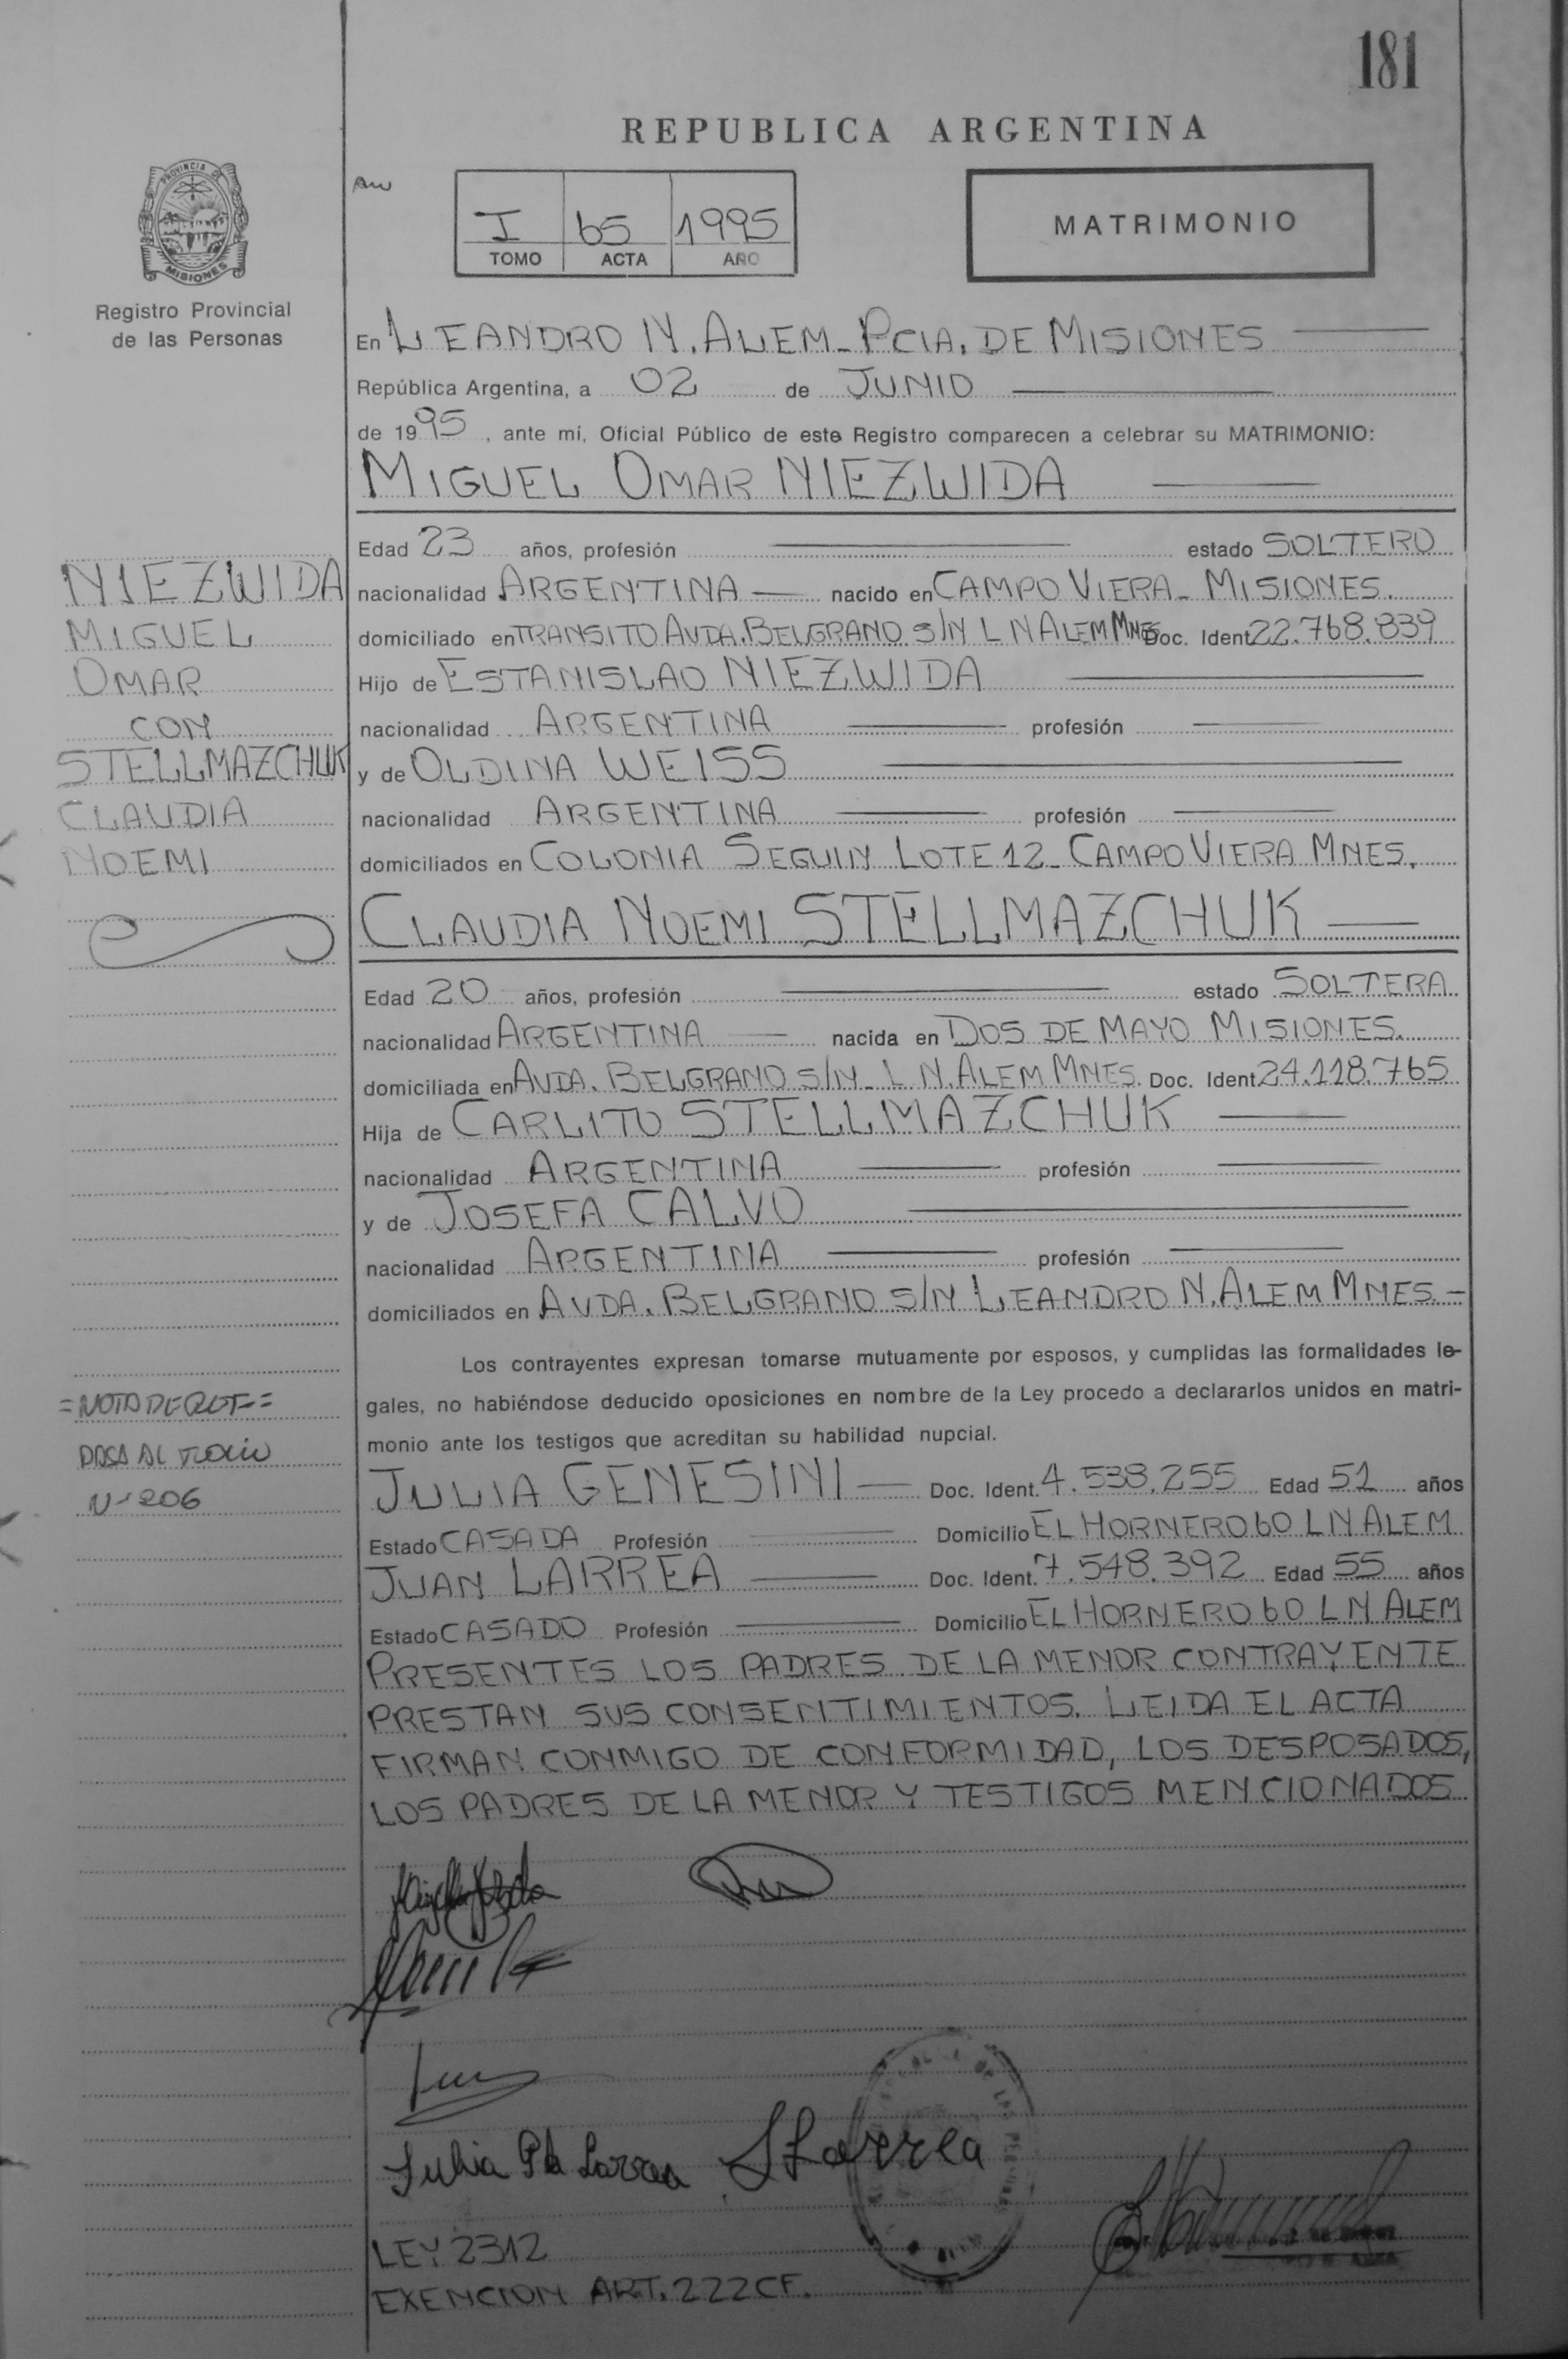 181
REPUBLICA ARGENTINA
PROVINCIA DE
MISIONES
Registro Provincial
de las Personas
I 65 1995
TOMO ACTA AÑO
MATRIMONIO
En LEANDRO N. ALEM - PCIA. DE MISIONES
República Argentina, a 02 de JUNIO
de 1995, ante mí, Oficial Público de este Registro comparecen a celebrar su MATRIMONIO:
MIGUEL OMAR NIEZWIDA
Edad 23 años, profesión estado SOLTERO
nacionalidad ARGENTINA nacido en CAMPO VIERA - MISIONES.
domiciliado en TRANSITO AVDA. BELGRANO S/N L N ALEM MNES Doc. Ident. 22.768.839
Hijo de ESTANISLAO NIEZWIDA
nacionalidad ARGENTINA profesión
y de OLDINA WEISS
nacionalidad ARGENTINA profesión
domiciliados en COLONIA SEGUIN LOTE 12 - CAMPO VIERA MNES.
CLAUDIA NOEMI STELLMAZCHUK
Edad 20 años, profesión estado SOLTERA
nacionalidad ARGENTINA nacida en DOS DE MAYO MISIONES.
domiciliada en AVDA. BELGRANO S/N - L N. ALEM MNES. Doc. Ident. 24.118.765
Hija de CARLITO STELLMAZCHUK
nacionalidad ARGENTINA profesión
y de JOSEFA CALVO
nacionalidad ARGENTINA profesión
domiciliados en AVDA. BELGRANO S/N LEANDRO N. ALEM MNES. -
Los contrayentes expresan tomarse mutuamente por esposos, y cumplidas las formalidades le-
gales, no habiéndose deducido oposiciones en nombre de la Ley procedo a declararlos unidos en matri-
monio ante los testigos que acreditan su habilidad nupcial.
JULIA GENESINI Doc. Ident. 4.538.255 Edad 51 años
Estado CASADA Profesión Domicilio EL HORNERO 60 L N ALEM
JUAN LARREA Doc. Ident. 7.548.392 Edad 55 años
Estado CASADO Profesión Domicilio EL HORNERO 60 L N ALEM
PRESENTES LOS PADRES DE LA MENOR CONTRAYENTE
PRESTAN SUS CONSENTIMIENTOS. LEIDA EL ACTA
FIRMAN CONMIGO DE CONFORMIDAD, LOS DESPOSADOS,
LOS PADRES DE LA MENOR Y TESTIGOS MENCIONADOS
Larrea
LEY 2312
EXENCION ART. 222 CF.
NIEZWIDA
MIGUEL
OMAR
CON
STELLMAZCHUK
CLAUDIA
NOEMI
=NOTA DE REF-=
PASA AL FOLIO
Nº 206